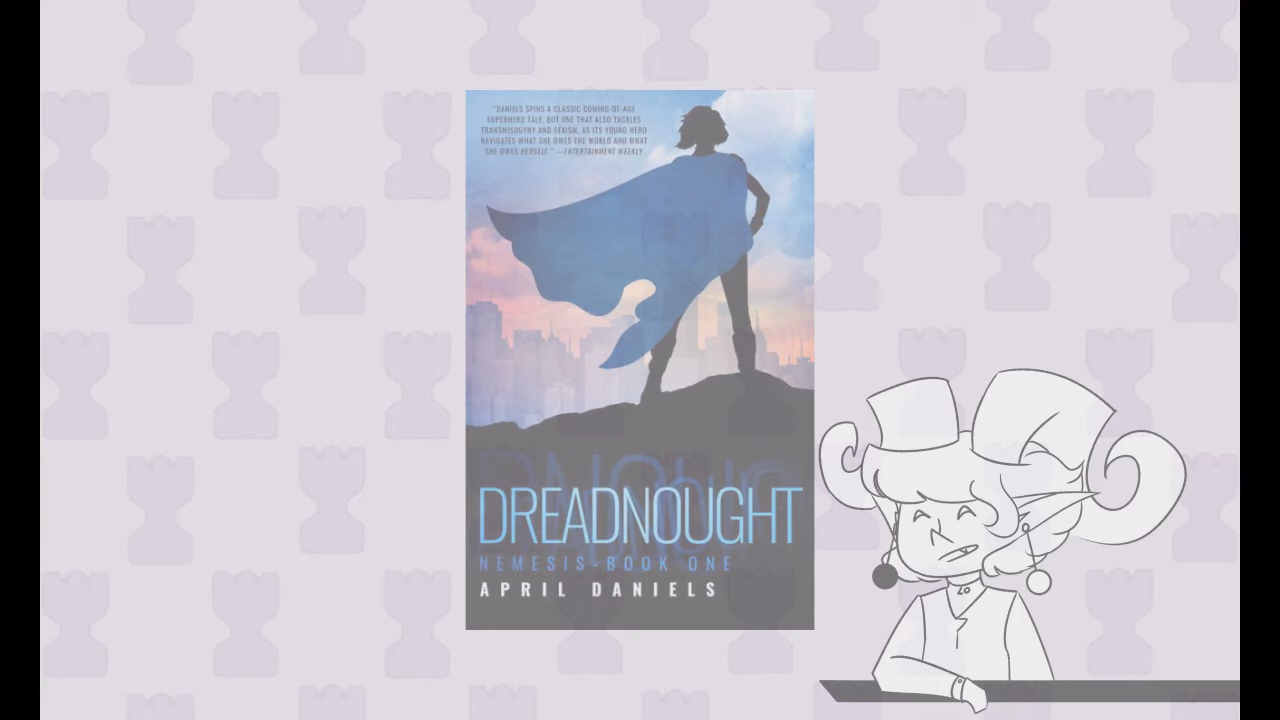 "DANIELS SPINS A CLASSIC COMING-OF-AGE
SUPERHERO TALE, BUT ONE THAT ALSO TACKLES
TRANSMISOGYNY AND SEXISM, AS ITS YOUNG HERO
NAVIGATES WHAT SHE OWES THE WORLD AND WHAT
SHE OWES HERSELF." —ENTERTAINMENT WEEKLY
DREADNOUGHT
NEMESIS-BOOK ONE
APRIL DANIELS